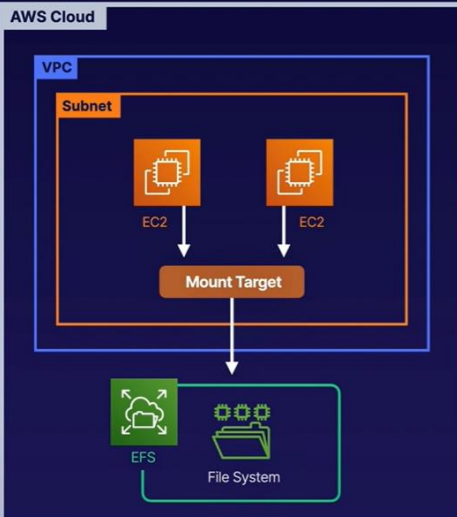 AWS Cloud
VPC
Subnet
EC2
EC2
Mount Target
EFS
File System